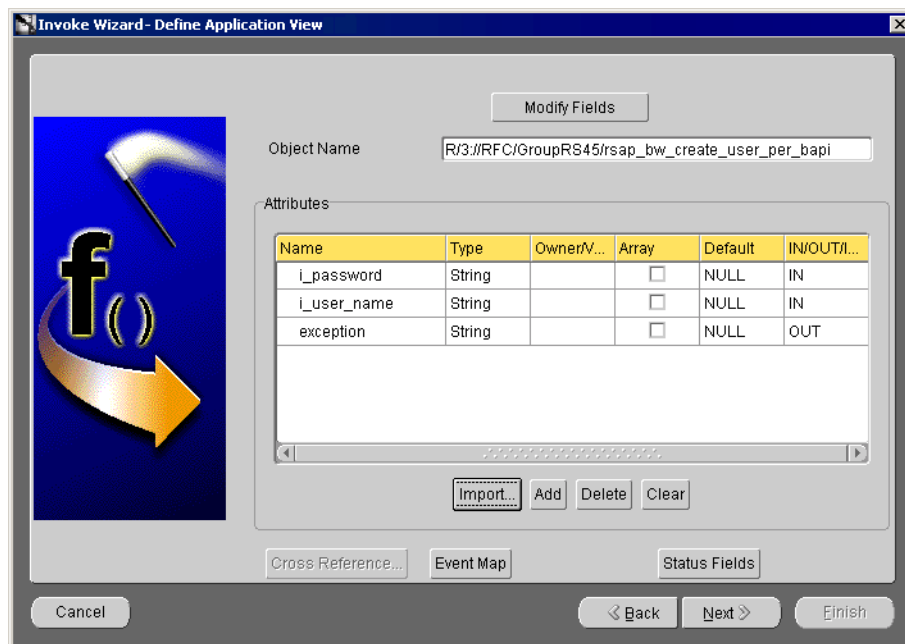 Invoke Wizard - Define Application View
Modify Fields
Object Name R/3://RFC/GroupRS45/rsap_bw_create_user_per_bapi
Attributes
Name Type Owner/V... Array Default IN/OUT/I...
i_password String NULL IN
i_user_name String NULL IN
exception String NULL OUT
f()
Import... Add Delete Clear
Cross Reference... Event Map Status Fields
Cancel Back Next Finish